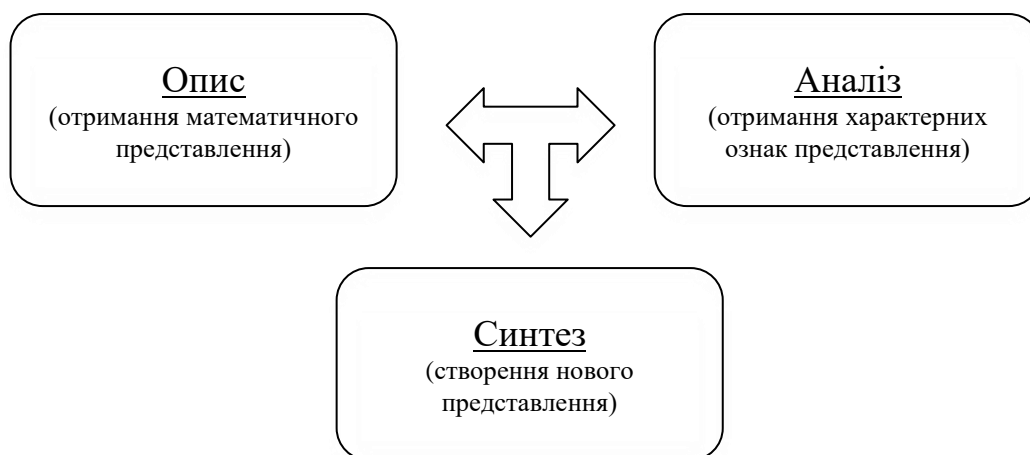 Опис
(отримання математичного
представлення)
Аналіз
(отримання характерних
ознак представлення)
Синтез
(створення нового
представлення)